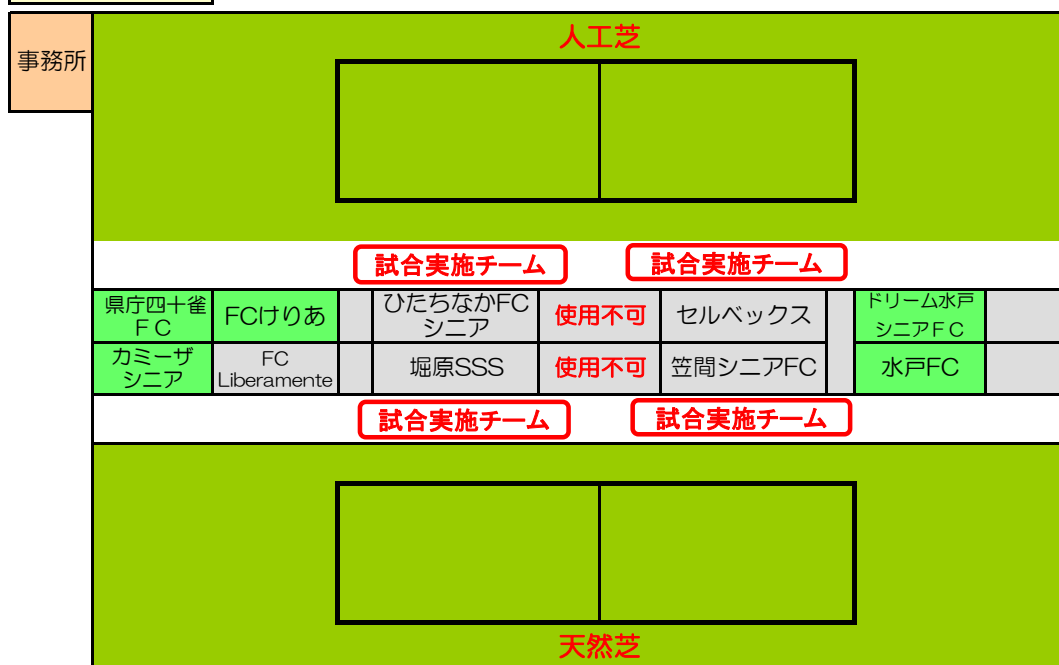 人工芝
事務所
試合実施チーム
試合実施チーム
県庁四十雀
ＦＣ
FCけりあ
ひたちなかFC
シニア
使用不可
セルベックス
ドリーム水戸
シニアＦＣ
カミーザ
シニア
FC
Liberamente
堀原SSS
使用不可
笠間シニアFC
水戸FC
試合実施チーム
試合実施チーム
天然芝